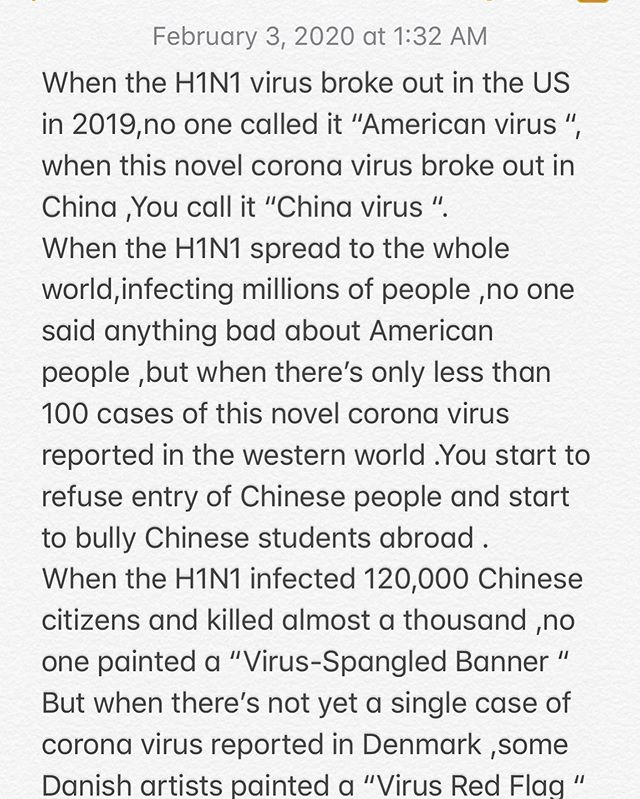 February 3, 2020 at 1:32 AM
When the H1N1 virus broke out in the US
in 2019,no one called it “American virus “,
when this novel corona virus broke out in
China ,You call it “China virus “.
When the H1N1 spread to the whole
world,infecting millions of people ,no one
said anything bad about American
people ,but when there’s only less than
100 cases of this novel corona virus
reported in the western world .You start to
refuse entry of Chinese people and start
to bully Chinese students abroad .
When the H1N1 infected 120,000 Chinese
citizens and killed almost a thousand ,no
one painted a “Virus-Spangled Banner “
But when there’s not yet a single case of
corona virus reported in Denmark ,some
Danish artists painted a “Virus Red Flag “